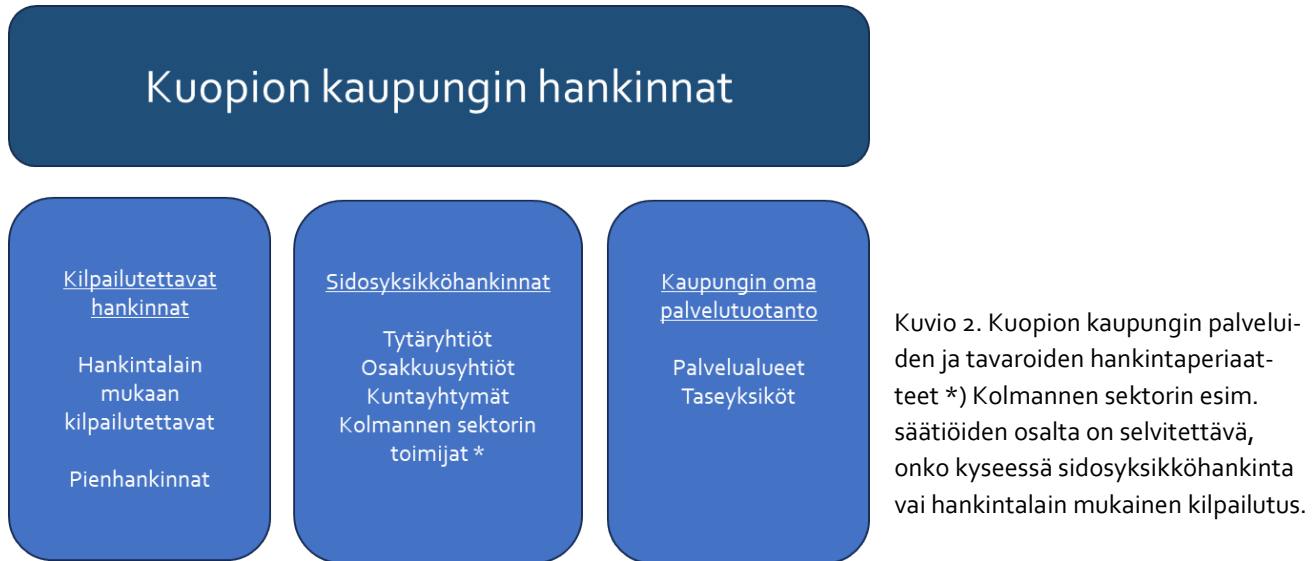 Kuopion kaupungin hankinnat
Kilpailutettavat
hankinnat
Hankintalain
mukaan
kilpailutettavat
Pienhankinnat
Sidosyksikköhankinnat
Tytäryhtiöt
Osakkuusyhtiöt
Kuntayhtymät
Kolmannen sektorin
toimijat *
Kaupungin oma
palvelutuotanto
Palvelualueet
Taseyksiköt
Kuvio 2. Kuopion kaupungin palvelui-
den ja tavaroiden hankintaperiaat-
teet *) Kolmannen sektorin esim.
säätiöiden osalta on selvitettävä,
onko kyseessä sidosyksikköhankinta
vai hankintalain mukainen kilpailutus.